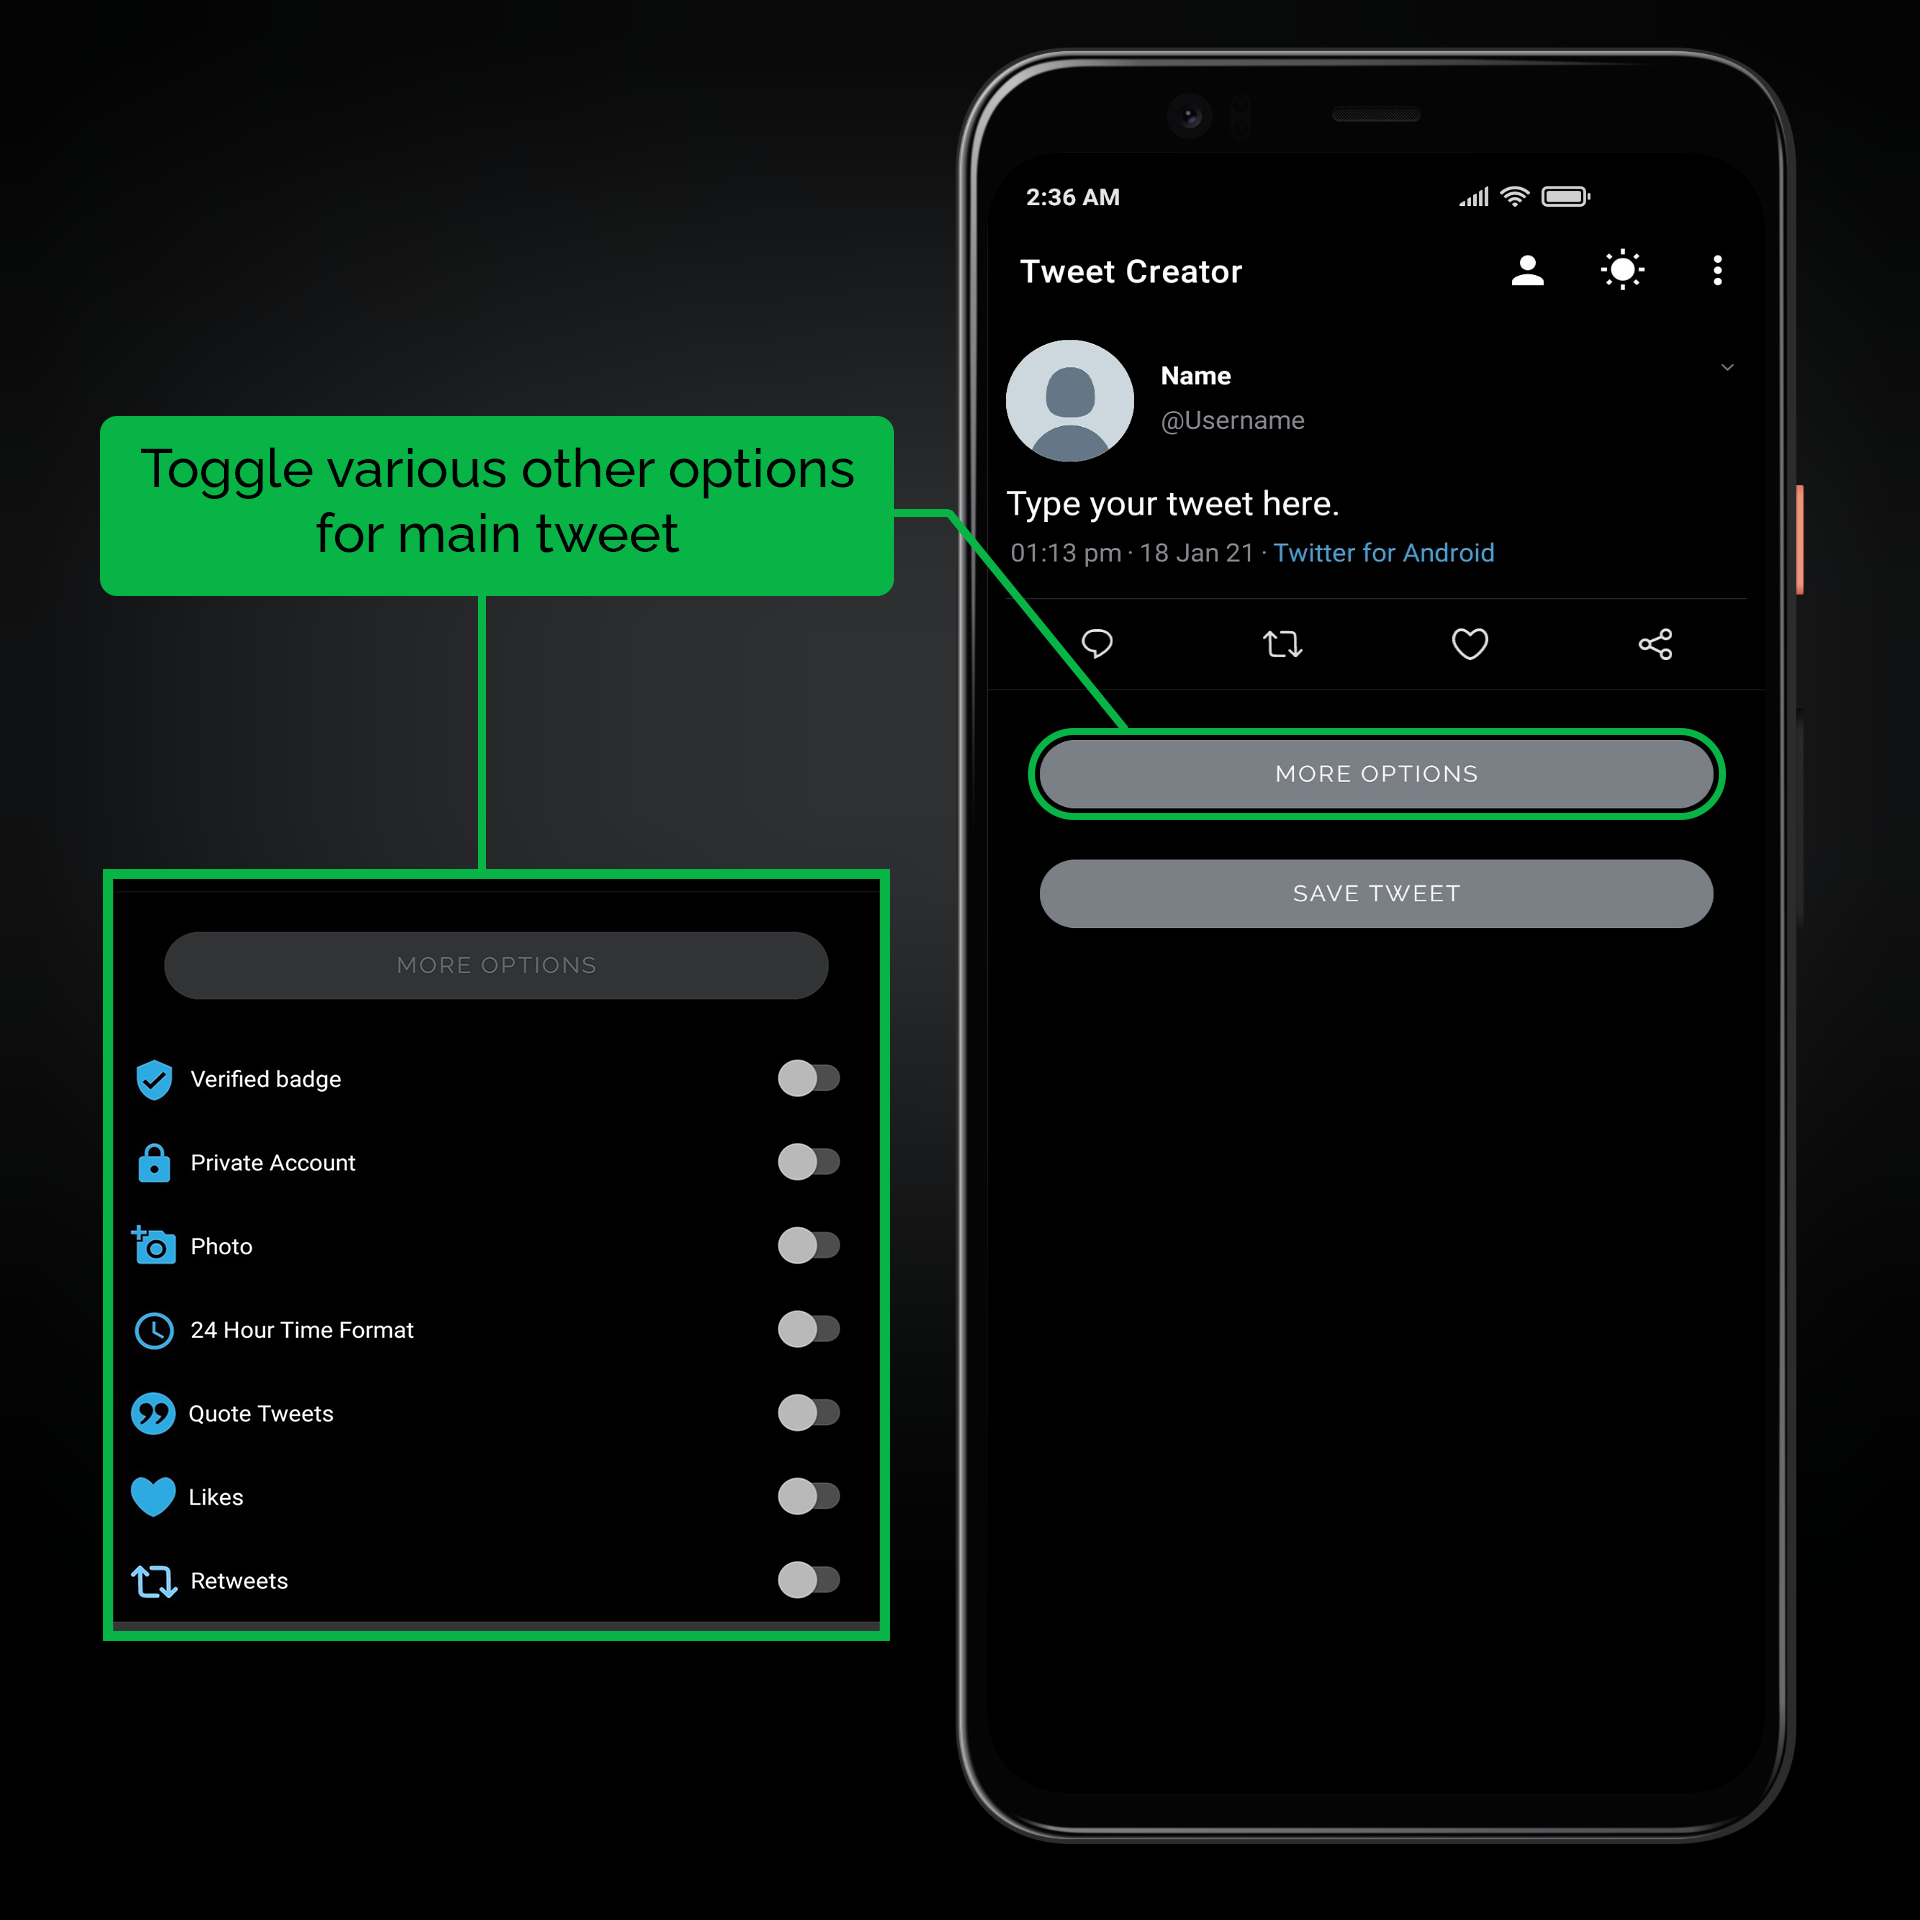 2:36 AM
Tweet Creator
Name
@Username
Type your tweet here.
01:13 pm · 18 Jan 21 · Twitter for Android
MORE OPTIONS
SAVE TWEET
Toggle various other options
for main tweet
MORE OPTIONS
Verified badge
Private Account
Photo
24 Hour Time Format
Quote Tweets
Likes
Retweets